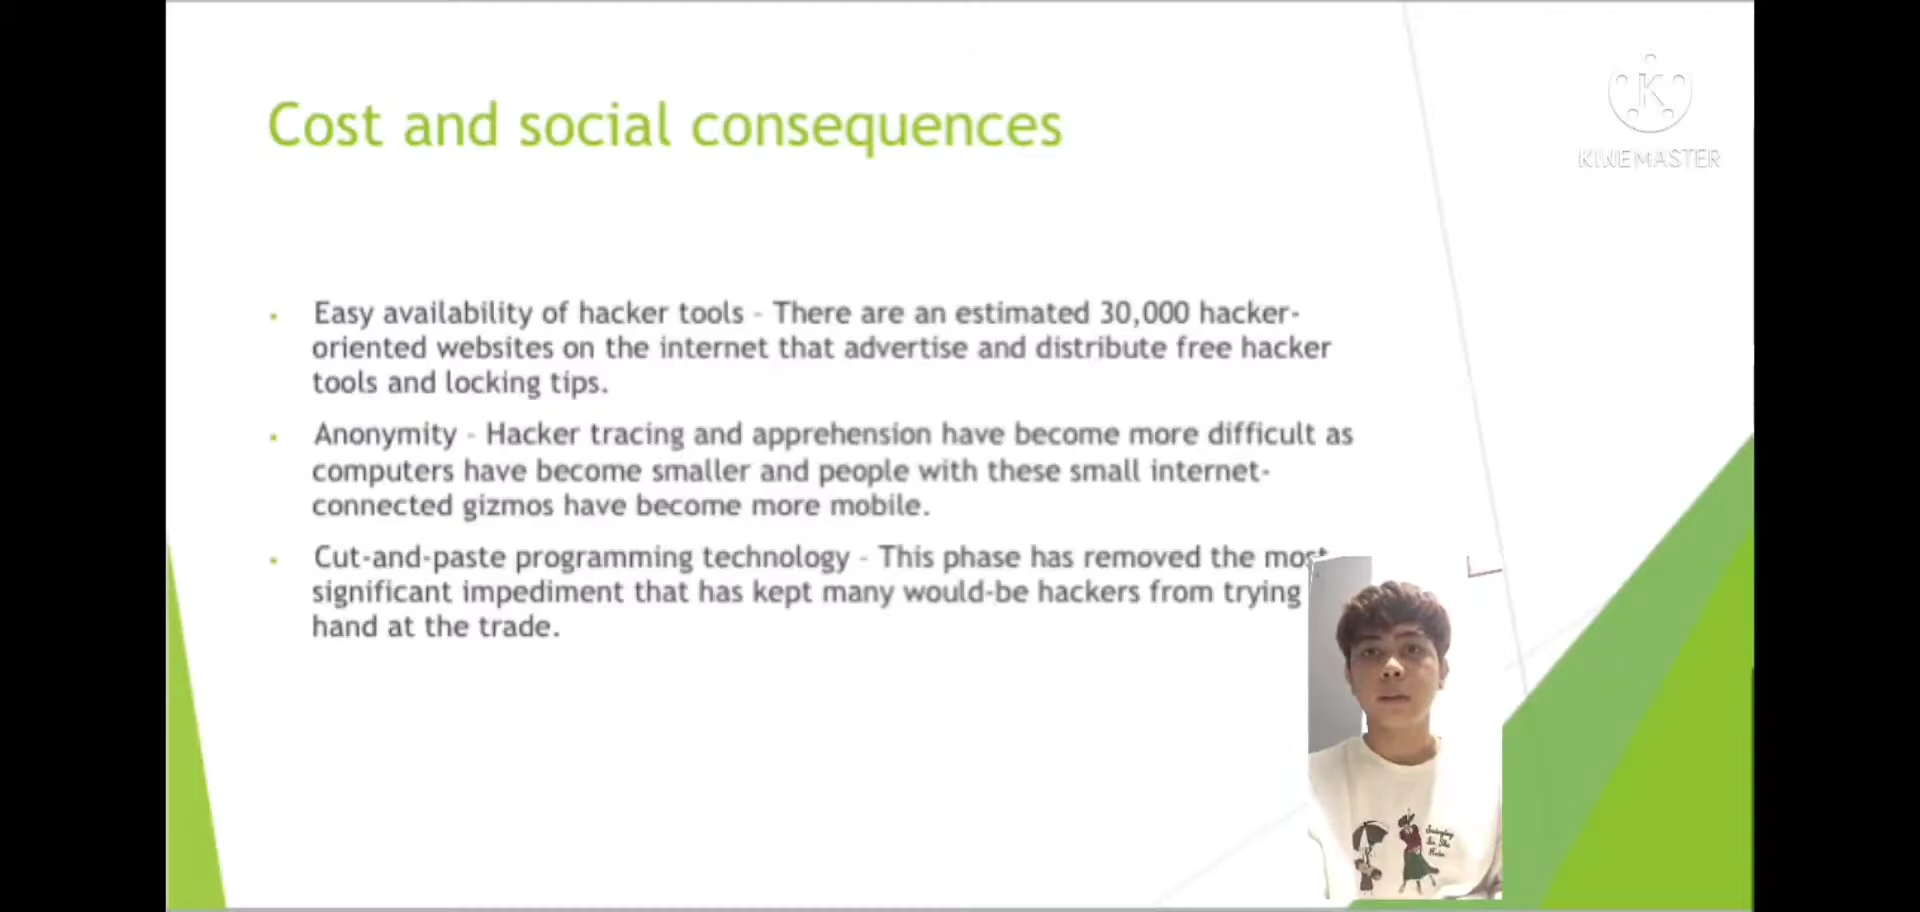 Cost and social consequences
KINEMASTER
Easy availability of hacker tools - There are an estimated 30,000 hacker-
oriented websites on the internet that advertise and distribute free hacker
tools and locking tips.
Anonymity - Hacker tracing and apprehension have become more difficult as
computers have become smaller and people with these small internet-
connected gizmos have become more mobile.
Cut-and-paste programming technology - This phase has removed the most
significant impediment that has kept many would-be hackers from trying
hand at the trade.
Swinging
In The
Rain